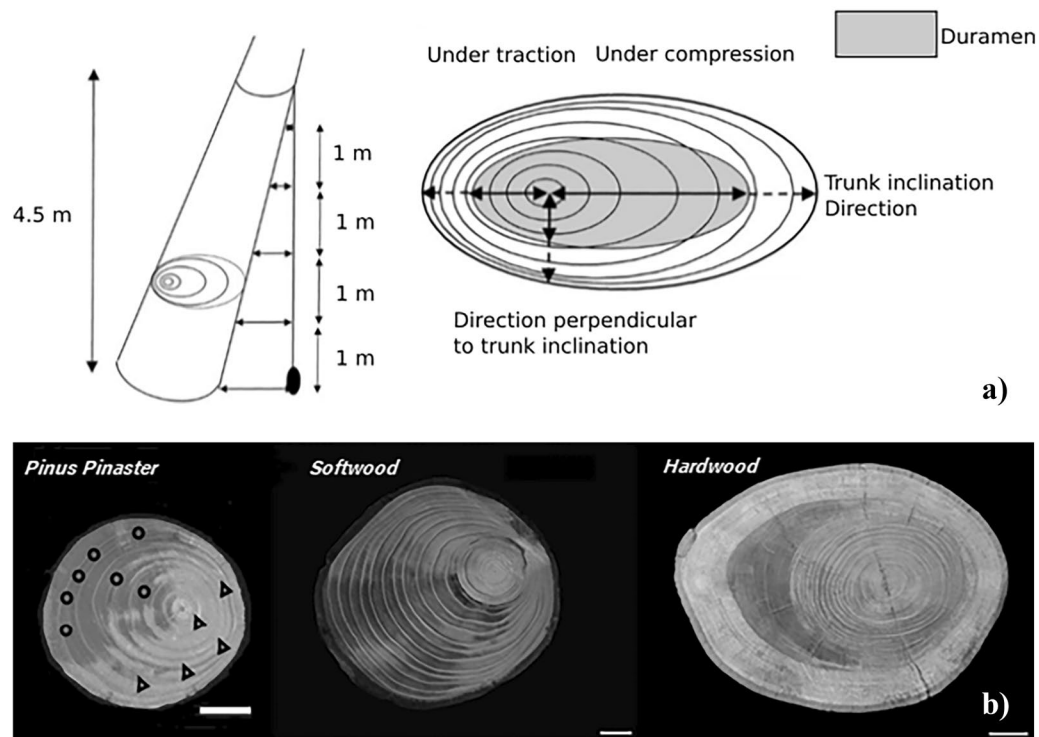 Duramen
Under traction Under compression
4.5 m
1 m
1 m
1 m
1 m
Trunk inclination
Direction
Direction perpendicular
to trunk inclination
a)
Pinus Pinaster
Softwood
Hardwood
b)